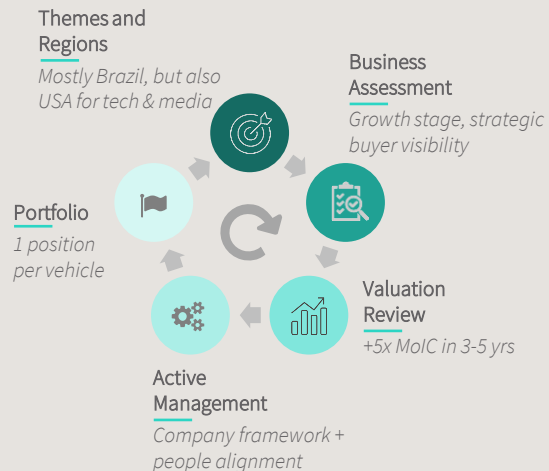 Themes and
Regions
Mostly Brazil, but also
USA for tech & media
Business
Assessment
Growth stage, strategic
buyer visibility
Valuation
Review
+5x MoIC in 3-5 yrs
Active
Management
Company framework +
people alignment
Portfolio
1 position
per vehicle